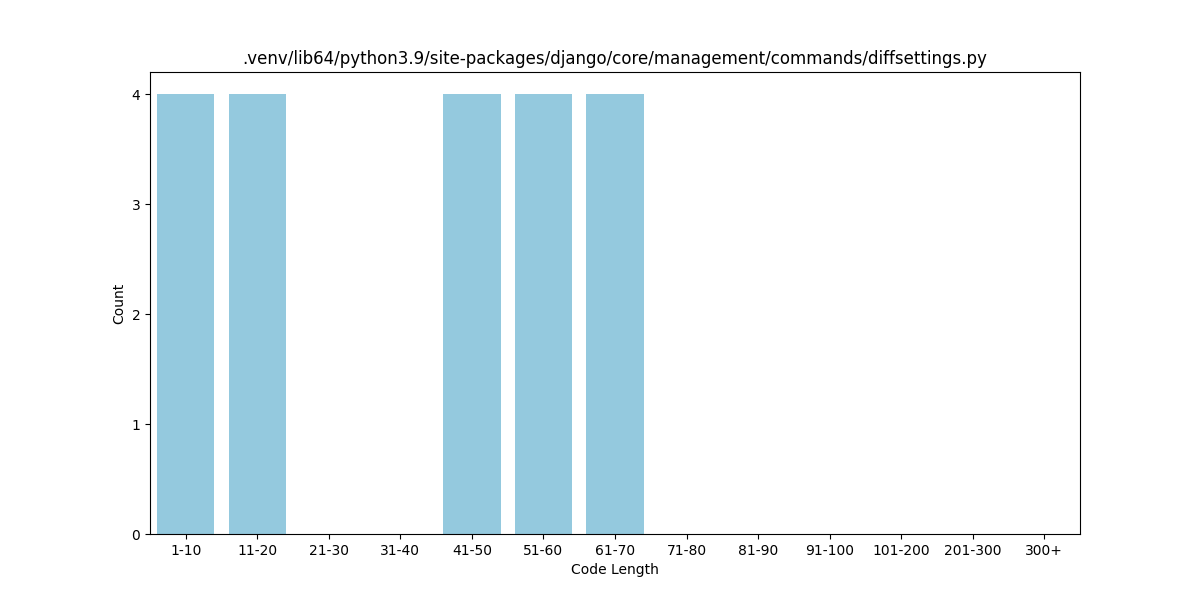 .venv/lib64/python3.9/site-packages/django/core/management/commands/diffsettings.py
4
3
2
1
0
Count
1-10 11-20 21-30 31-40 41-50 51-60 61-70 71-80 81-90 91-100 101-200 201-300 300+
Code Length